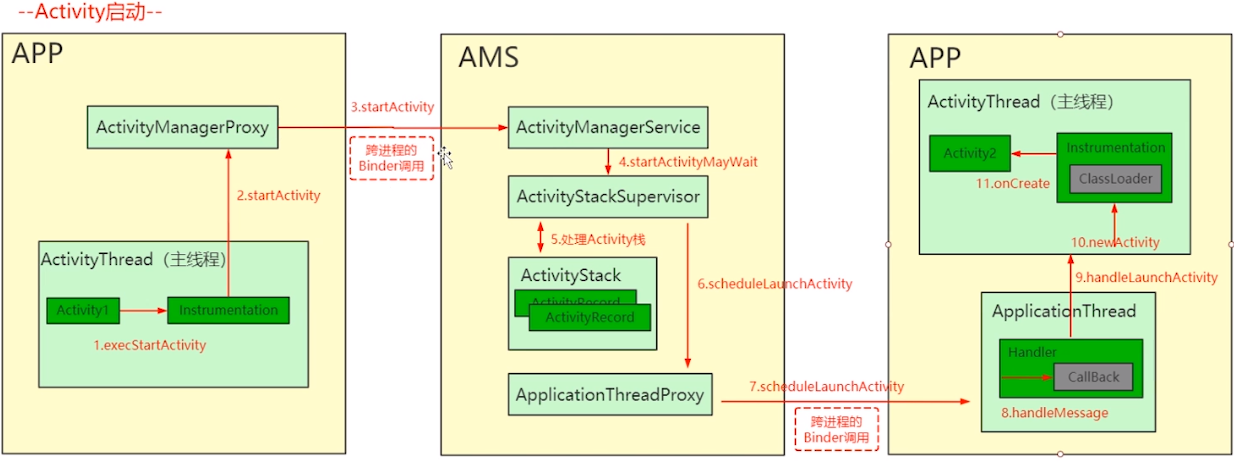 --Activity启动--
APP
ActivityManagerProxy
2.startActivity
ActivityThread（主线程）
Activity1
Instrumentation
1.execStartActivity
3.startActivity
跨进程的
Binder调用
AMS
ActivityManagerService
4.startActivityMayWait
ActivityStackSupervisor
5.处理Activity栈
ActivityStack
ActivityRecord
ActivityRecord
6.scheduleLaunchActivity
ApplicationThreadProxy
7.scheduleLaunchActivity
跨进程的
Binder调用
APP
ActivityThread（主线程）
Activity2
Instrumentation
ClassLoader
11.onCreate
10.newActivity
9.handleLaunchActivity
ApplicationThread
Handler
CallBack
8.handleMessage